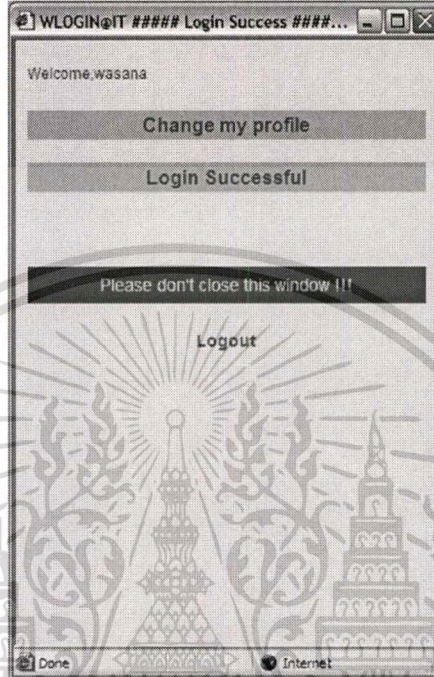 WLOGIN@IT ##### Login Success ####...
Welcome,wasana
Change my profile
Login Successful
Please don't close this window !!!
Logout
Done Internet